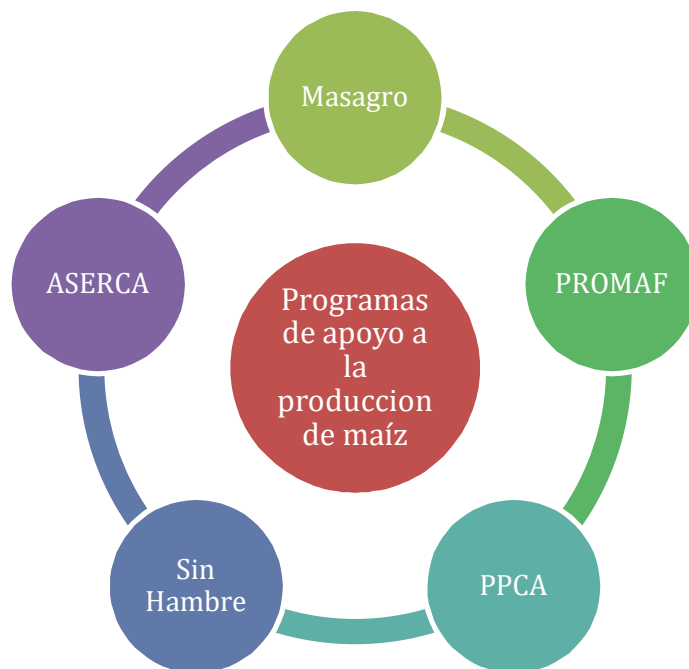 Masagro
PROMAF
PPCA
Sin
Hambre
ASERCA
Programas
de apoyo a
la
produccion
de maíz